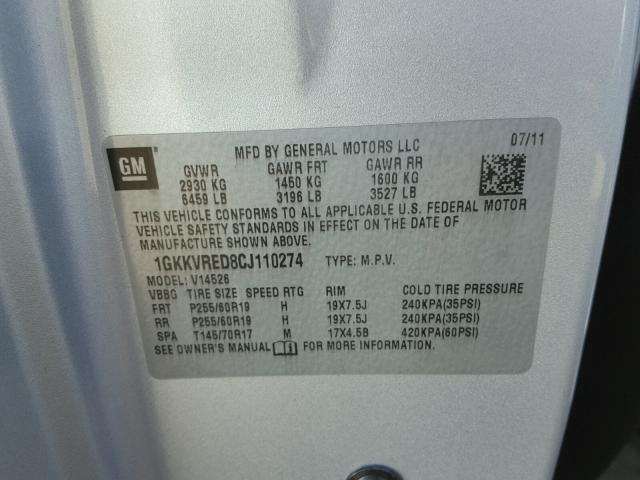 GM
MFD BY GENERAL MOTORS LLC 07/11
GVWR GAWR FRT GAWR RR
2930 KG 1450 KG 1600 KG
6459 LB 3196 LB 3527 LB
THIS VEHICLE CONFORMS TO ALL APPLICABLE U.S. FEDERAL MOTOR
VEHICLE SAFETY STANDARDS IN EFFECT ON THE DATE OF
MANUFACTURE SHOWN ABOVE.
1GKKVRED8CJ110274 TYPE: M.P.V.
MODEL: V14526
VBBG TIRE SIZE SPEED RTG RIM COLD TIRE PRESSURE
FRT P255/60R19 H 19X7.5J 240KPA(35PSI)
RR P255/60R19 H 19X7.5J 240KPA(35PSI)
SPA T145/70R17 M 17X4.5B 420KPA(60PSI)
SEE OWNER'S MANUAL FOR MORE INFORMATION.